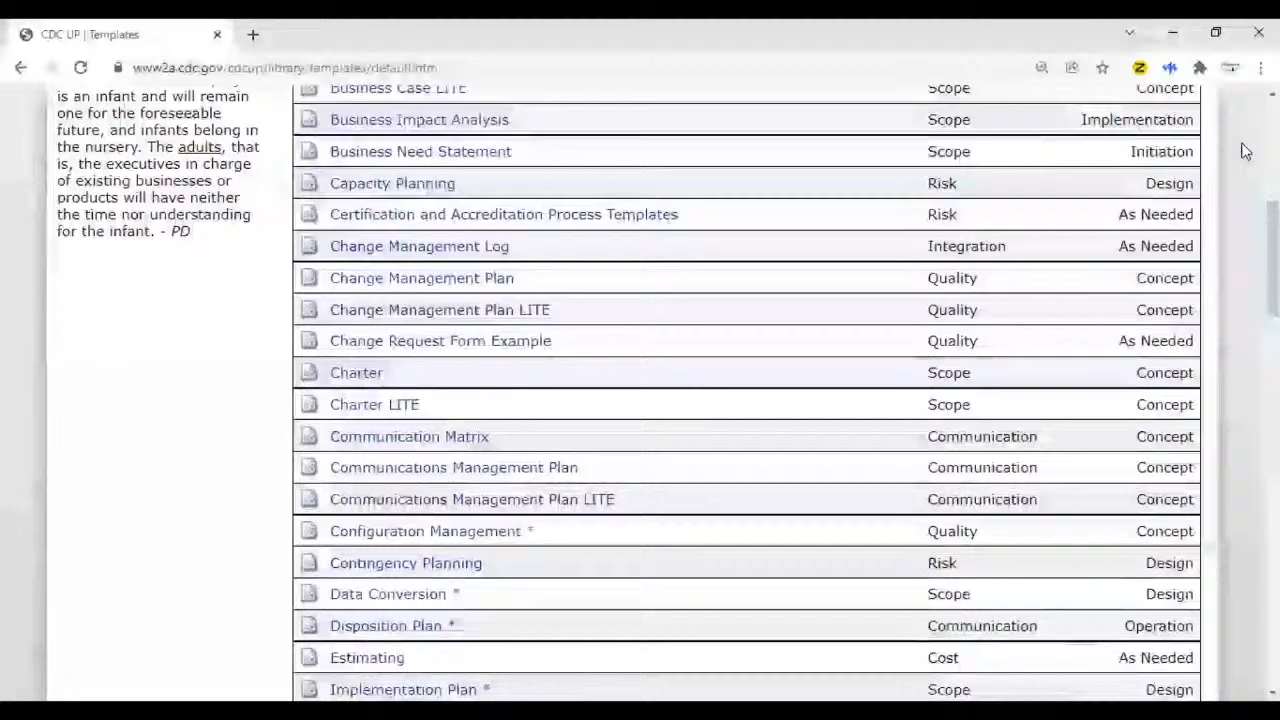 CDC UP | Templates
www2a.cdc.gov/cdcup/library/templates/default.htm
is an infant and will remain
one for the foreseeable
future, and infants belong in
the nursery. The adults, that
is, the executives in charge
of existing businesses or
products will have neither
the time nor understanding
for the infant. - PD
Business Case LITE Scope Concept
Business Impact Analysis Scope Implementation
Business Need Statement Scope Initiation
Capacity Planning Risk Design
Certification and Accreditation Process Templates Risk As Needed
Change Management Log Integration As Needed
Change Management Plan Quality Concept
Change Management Plan LITE Quality Concept
Change Request Form Example Quality As Needed
Charter Scope Concept
Charter LITE Scope Concept
Communication Matrix Communication Concept
Communications Management Plan Communication Concept
Communications Management Plan LITE Communication Concept
Configuration Management * Quality Concept
Contingency Planning Risk Design
Data Conversion * Scope Design
Disposition Plan * Communication Operation
Estimating Cost As Needed
Implementation Plan * Scope Design